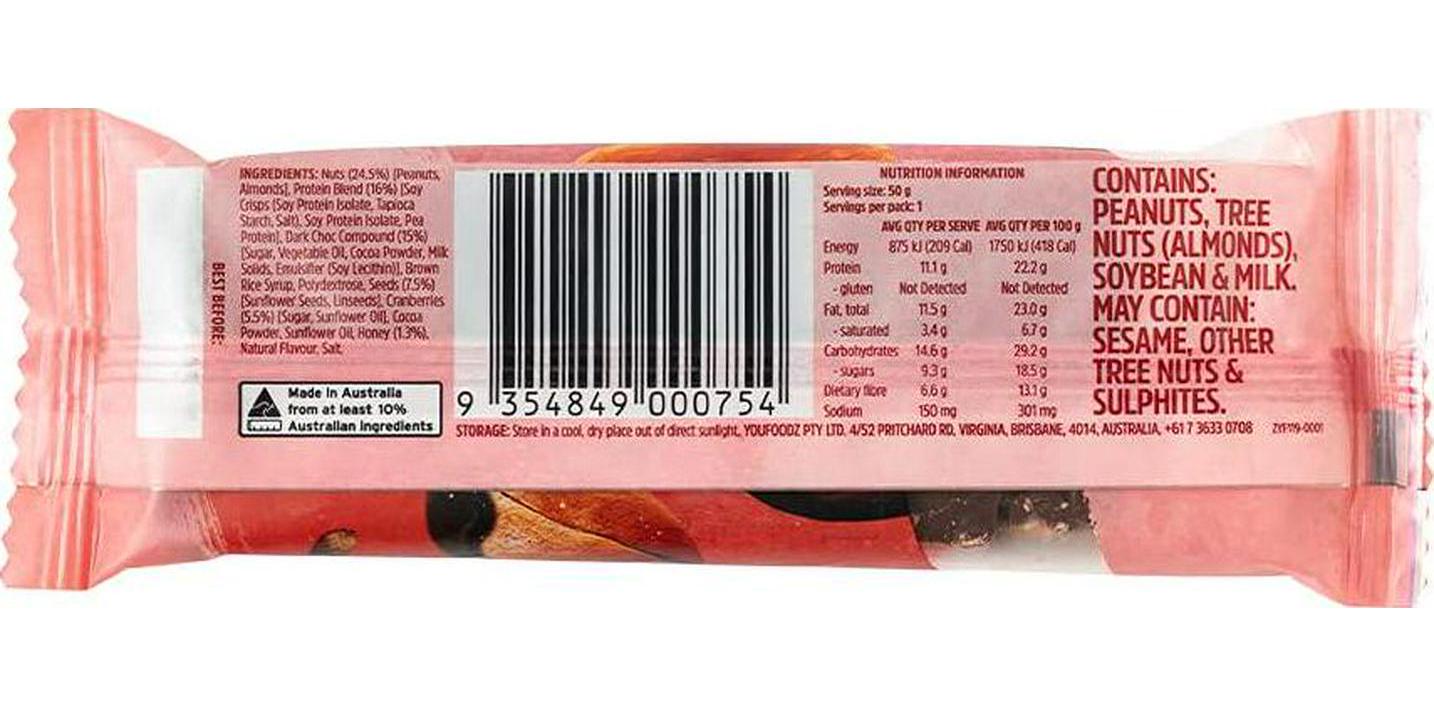 BEST BEFORE:
INGREDIENTS: Nuts (24.5%) [Peanuts,
Almonds], Protein Blend (16%) [Soy
Crisps (Soy Protein Isolate, Tapioca
Starch, Salt), Soy Protein Isolate, Pea
Protein], Dark Choc Compound (15%)
[Sugar, Vegetable Oil, Cocoa Powder, Milk
Solids, Emulsifier (Soy Lecithin)], Brown
Rice Syrup, Polydextrose, Seeds (7.5%)
[Sunflower Seeds, Linseeds], Cranberries
(5.5%) [Sugar, Sunflower Oil], Cocoa
Powder, Sunflower Oil, Honey (1.3%),
Natural Flavour, Salt.
Made in Australia
from at least 10%
Australian ingredients
9 354849 000754
NUTRITION INFORMATION
Serving size: 50 g
Servings per pack: 1
AVG QTY PER SERVE AVG QTY PER 100 g
Energy 875 kJ (209 Cal) 1750 kJ (418 Cal)
Protein 11.1 g 22.2 g
- gluten Not Detected Not Detected
Fat, total 11.5 g 23.0 g
- saturated 3.4 g 6.7 g
Carbohydrates 14.6 g 29.2 g
- sugars 9.3 g 18.5 g
Dietary fibre 6.6 g 13.1 g
Sodium 150 mg 301 mg
CONTAINS:
PEANUTS, TREE
NUTS (ALMONDS),
SOYBEAN & MILK.
MAY CONTAIN:
SESAME, OTHER
TREE NUTS &
SULPHITES.
STORAGE: Store in a cool, dry place out of direct sunlight. YOUFOODZ PTY LTD. 4/52 PRITCHARD RD, VIRGINIA, BRISBANE, 4014, AUSTRALIA. +61 7 3633 0708 ZYF119-0001